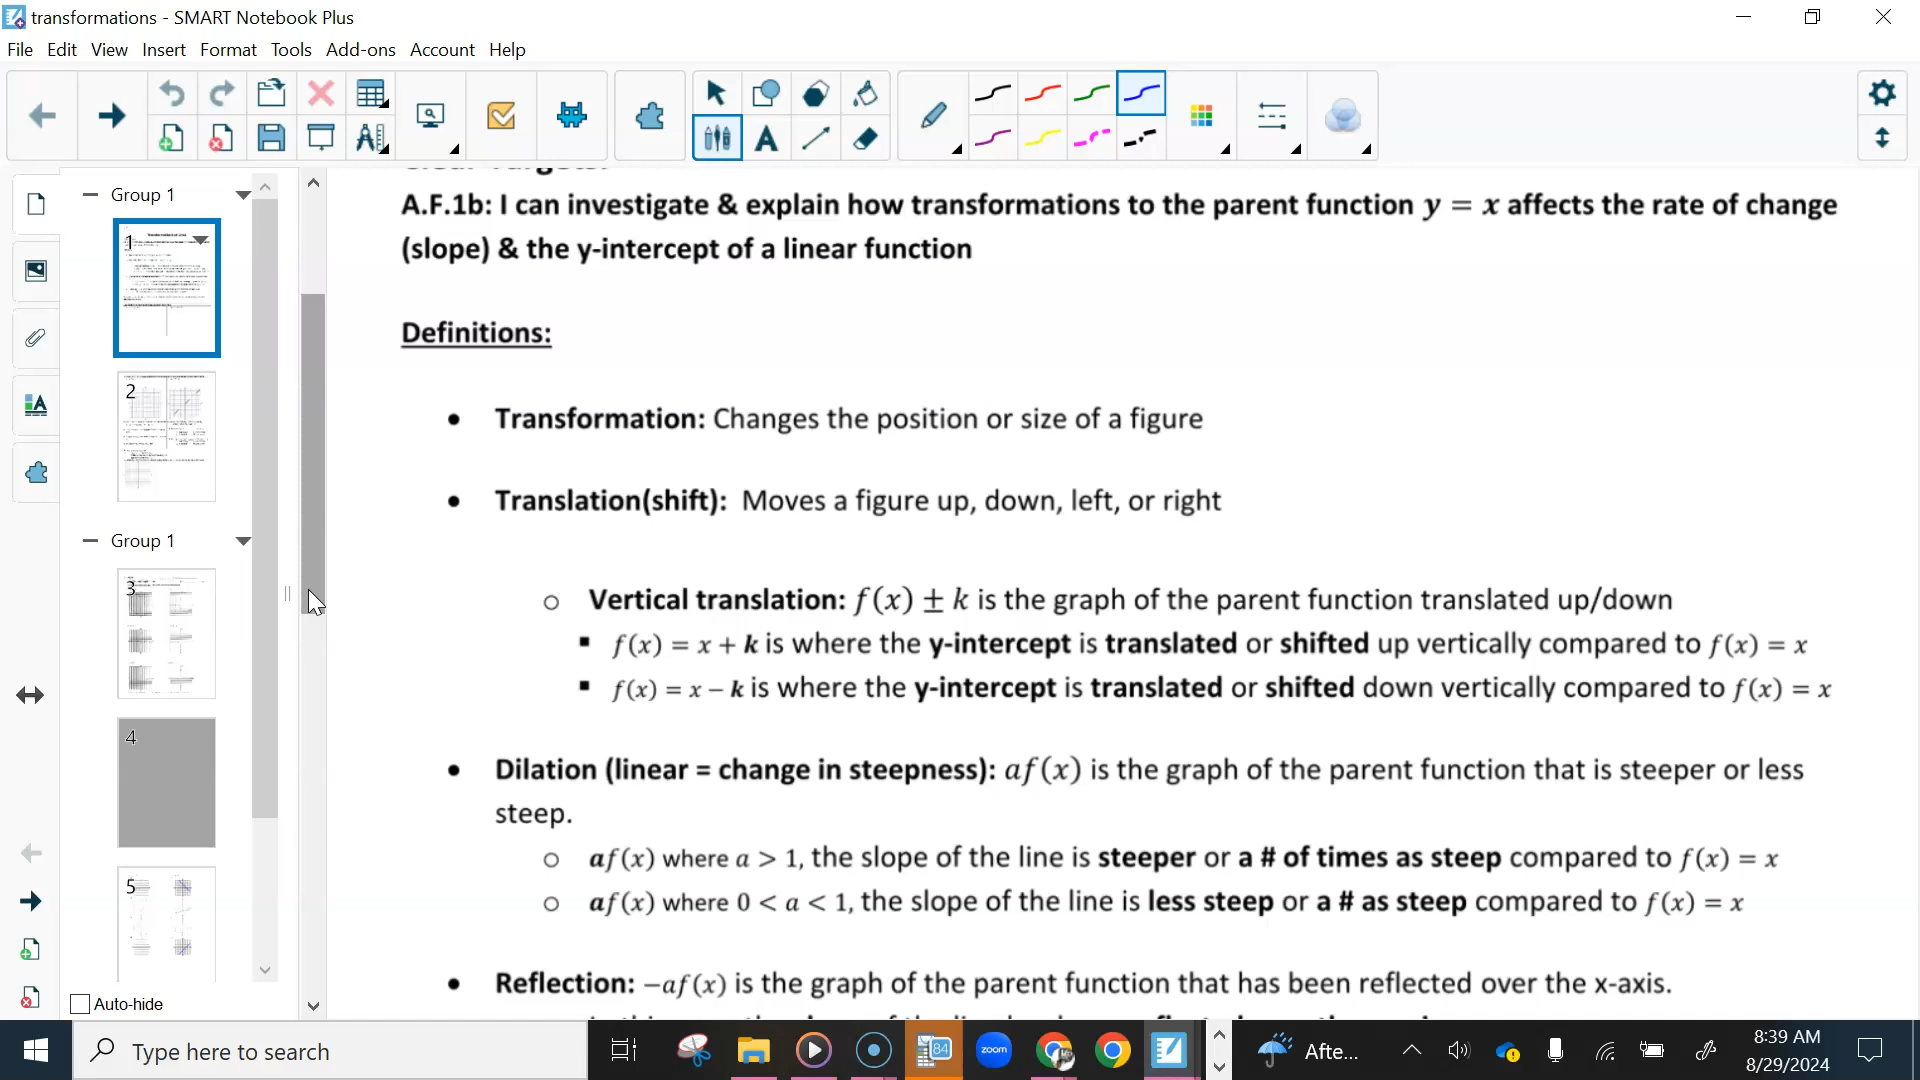 transformations - SMART Notebook Plus
File Edit View Insert Format Tools Add-ons Account Help
Group 1
1
2
Group 1
3
4
5
Auto-hide
A.F.1b: I can investigate & explain how transformations to the parent function y = x affects the rate of change
(slope) & the y-intercept of a linear function
Definitions:
• Transformation: Changes the position or size of a figure
• Translation(shift): Moves a figure up, down, left, or right
o Vertical translation: f(x) ± k is the graph of the parent function translated up/down
▪ f(x) = x + k is where the y-intercept is translated or shifted up vertically compared to f(x) = x
▪ f(x) = x – k is where the y-intercept is translated or shifted down vertically compared to f(x) = x
• Dilation (linear = change in steepness): af(x) is the graph of the parent function that is steeper or less
steep.
o af(x) where a > 1, the slope of the line is steeper or a # of times as steep compared to f(x) = x
o af(x) where 0 < a < 1, the slope of the line is less steep or a # as steep compared to f(x) = x
• Reflection: −af(x) is the graph of the parent function that has been reflected over the x-axis.
Type here to search
84
zoom
Afte...
8:39 AM
8/29/2024